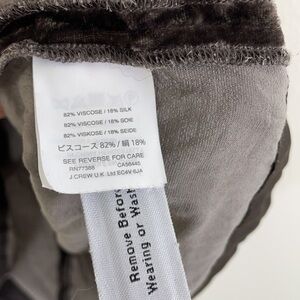 82% VISCOSE / 18% SILK
82% VISCOSE / 18% SOIE
82% VISKOSE / 18% SEIDE
ビスコース 82% / 絹 18%
SEE REVERSE FOR CARE
RN77388 CA58445
J.CREW U.K. Ltd EC4V 6JA
Remove Before
Wearing or Wash